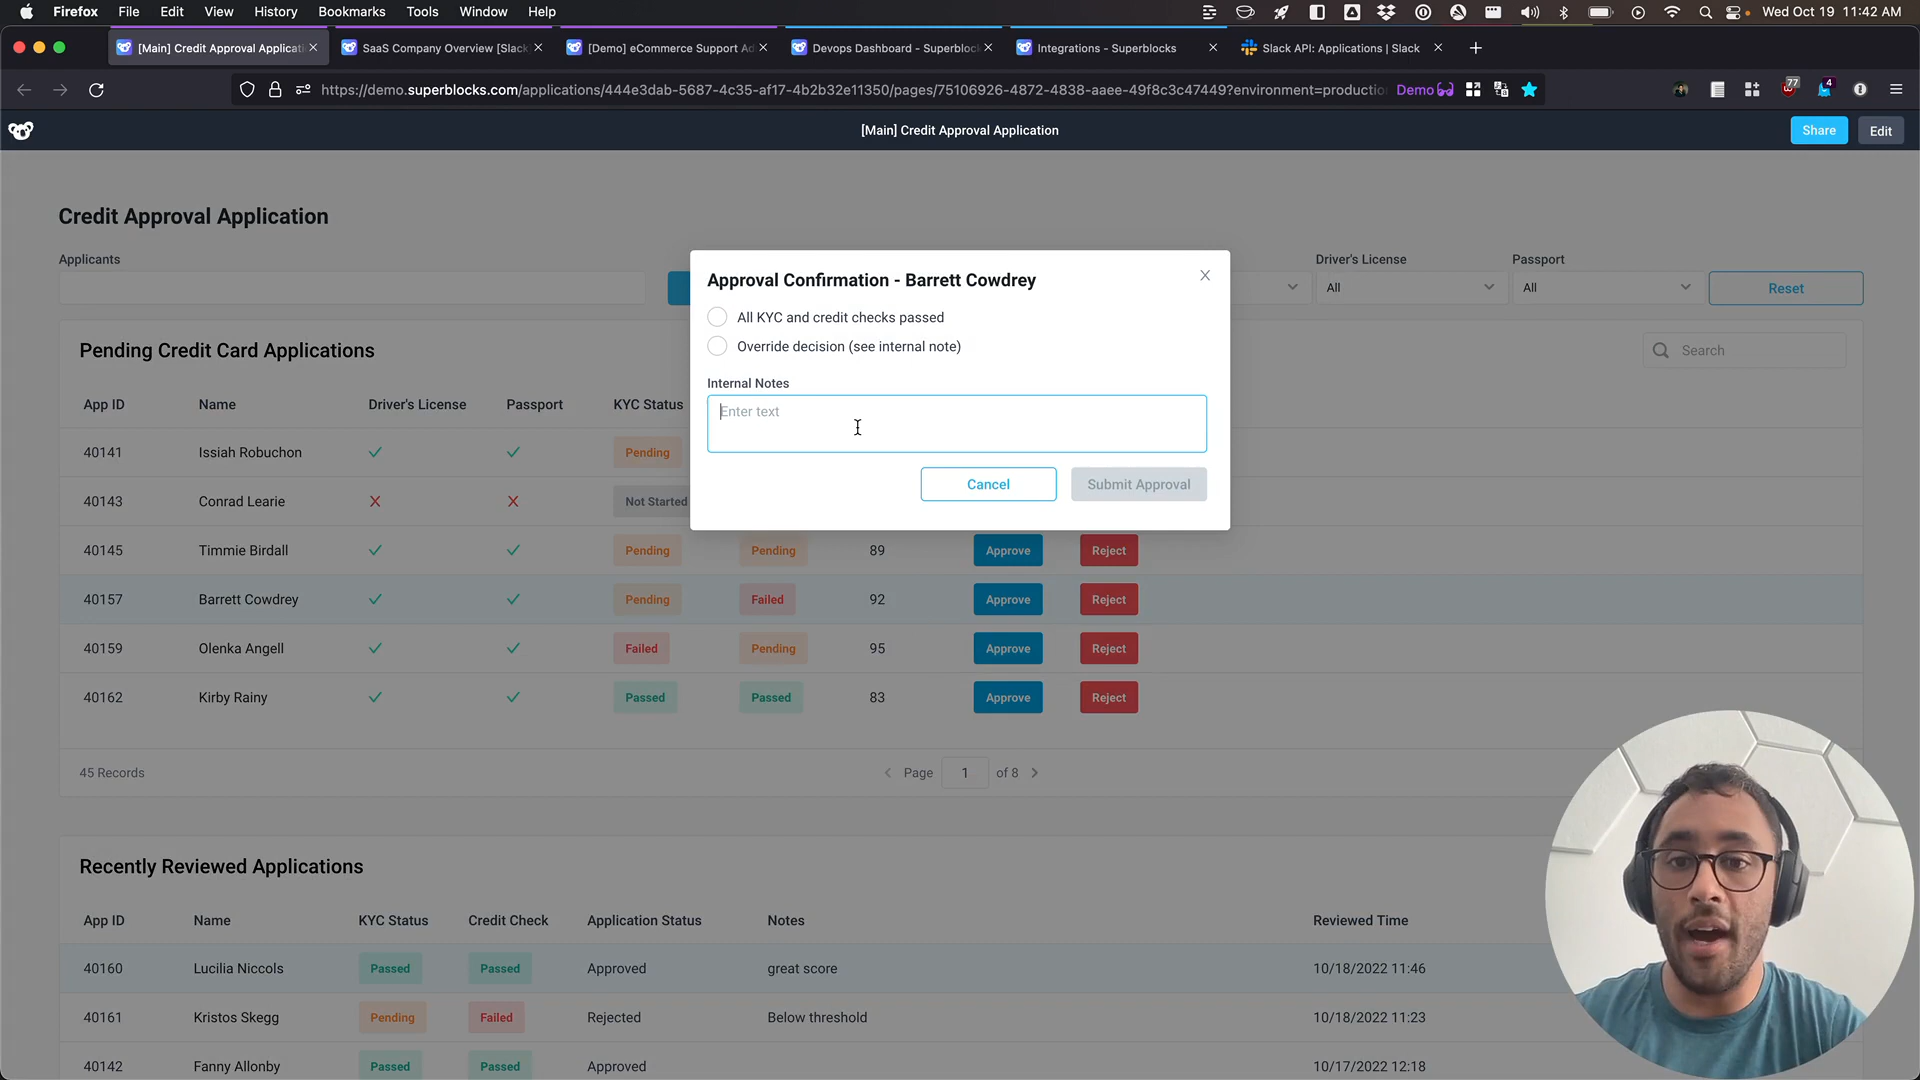 Firefox File Edit View History Bookmarks Tools Window Help Wed Oct 19 11:42 AM
[Main] Credit Approval Applicati SaaS Company Overview [Slack [Demo] eCommerce Support Ad Devops Dashboard - Superblock Integrations - Superblocks Slack API: Applications | Slack
https://demo.superblocks.com/applications/444e3dab-5687-4c35-af17-4b2b32e11350/pages/75106926-4872-4838-aaee-49f8c3c47449?environment=productio Demo 77 4
[Main] Credit Approval Application Share Edit
Credit Approval Application
Applicants Driver's License Passport
All All Reset
Approval Confirmation - Barrett Cowdrey
All KYC and credit checks passed
Override decision (see internal note)
Internal Notes
Enter text
Cancel Submit Approval
Pending Credit Card Applications Search
App ID Name Driver's License Passport KYC Status
40141 Issiah Robuchon Pending
40143 Conrad Learie Not Started
40145 Timmie Birdall Pending Pending 89 Approve Reject
40157 Barrett Cowdrey Pending Failed 92 Approve Reject
40159 Olenka Angell Failed Pending 95 Approve Reject
40162 Kirby Rainy Passed Passed 83 Approve Reject
45 Records Page 1 of 8
Recently Reviewed Applications
App ID Name KYC Status Credit Check Application Status Notes Reviewed Time
40160 Lucilia Niccols Passed Passed Approved great score 10/18/2022 11:46
40161 Kristos Skegg Pending Failed Rejected Below threshold 10/18/2022 11:23
40142 Fanny Allonby Passed Passed Approved 10/17/2022 12:18